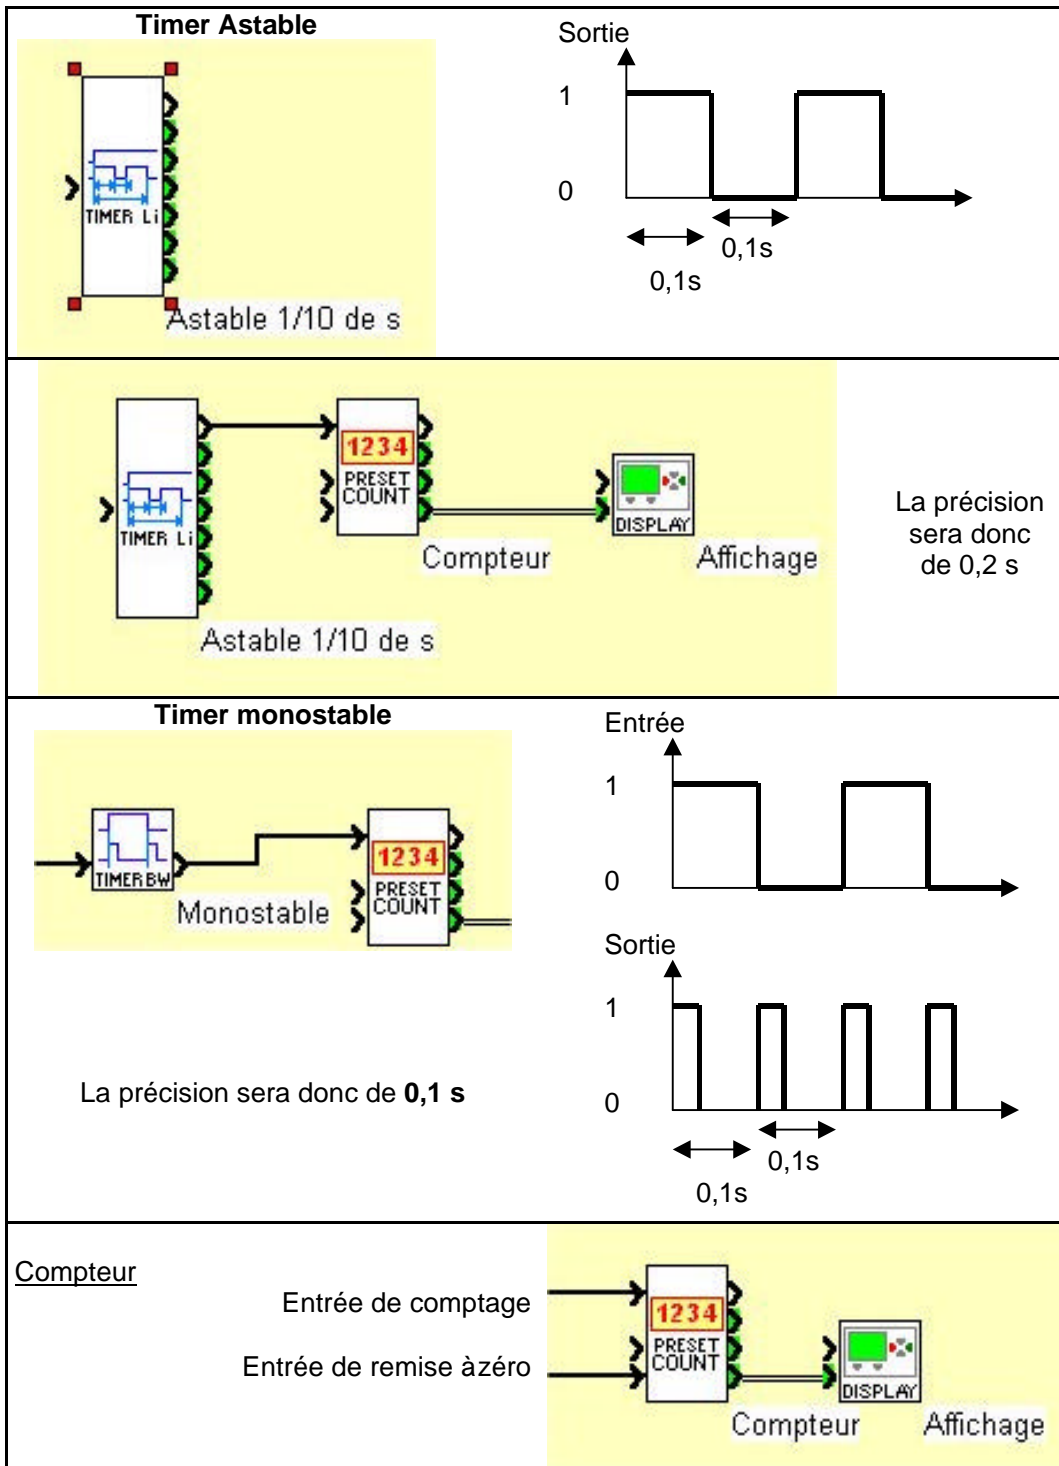 Timer Astable
Sortie
1
0
0,1s
0,1s
TIMER Li
Astable 1/10 de s
1234
PRESET
COUNT
TIMER Li
DISPLAY
Compteur
Affichage
Astable 1/10 de s
La précision
sera donc
de 0,2 s
Timer monostable
Entrée
1
0
TIMER BW
1234
PRESET
COUNT
Monostable
Sortie
1
0
0,1s
0,1s
La précision sera donc de 0,1 s
Compteur
Entrée de comptage
Entrée de remise àzéro
1234
PRESET
COUNT
DISPLAY
Compteur
Affichage